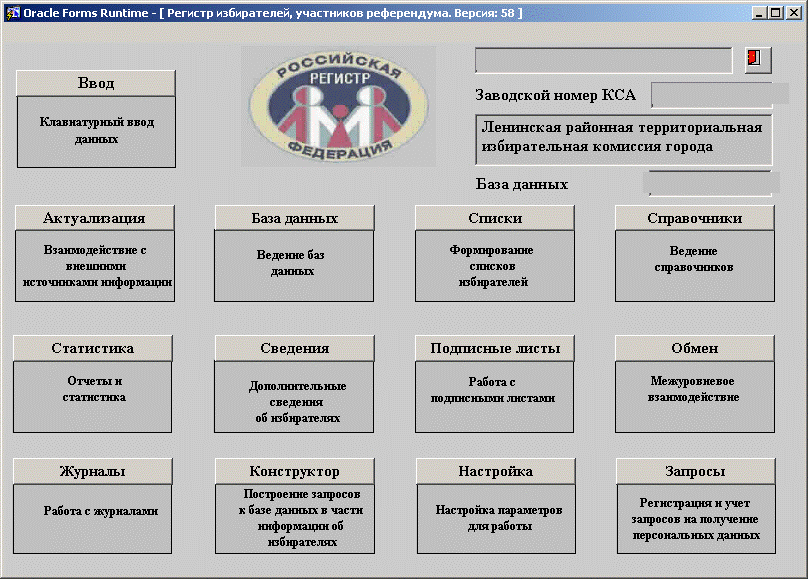 Oracle Forms Runtime - [ Регистр избирателей, участников референдума. Версия: 58 ]
Ввод
Клавиатурный ввод
данных
РОССИЙСКАЯ
РЕГИСТР
ФЕДЕРАЦИЯ
Заводской номер КСА
Ленинская районная территориальная
избирательная комиссия города
База данных
Актуализация
Взаимодействие с
внешними
источниками информации
База данных
Ведение баз
данных
Списки
Формирование
списков
избирателей
Справочники
Ведение
справочников
Статистика
Отчеты и
статистика
Сведения
Дополнительные
сведения
об избирателях
Подписные листы
Работа с
подписными листами
Обмен
Межуровневое
взаимодействие
Журналы
Работа с журналами
Конструктор
Построение запросов
к базе данных в части
информации об
избирателях
Настройка
Настройка параметров
для работы
Запросы
Регистрация и учет
запросов на получение
персональных данных